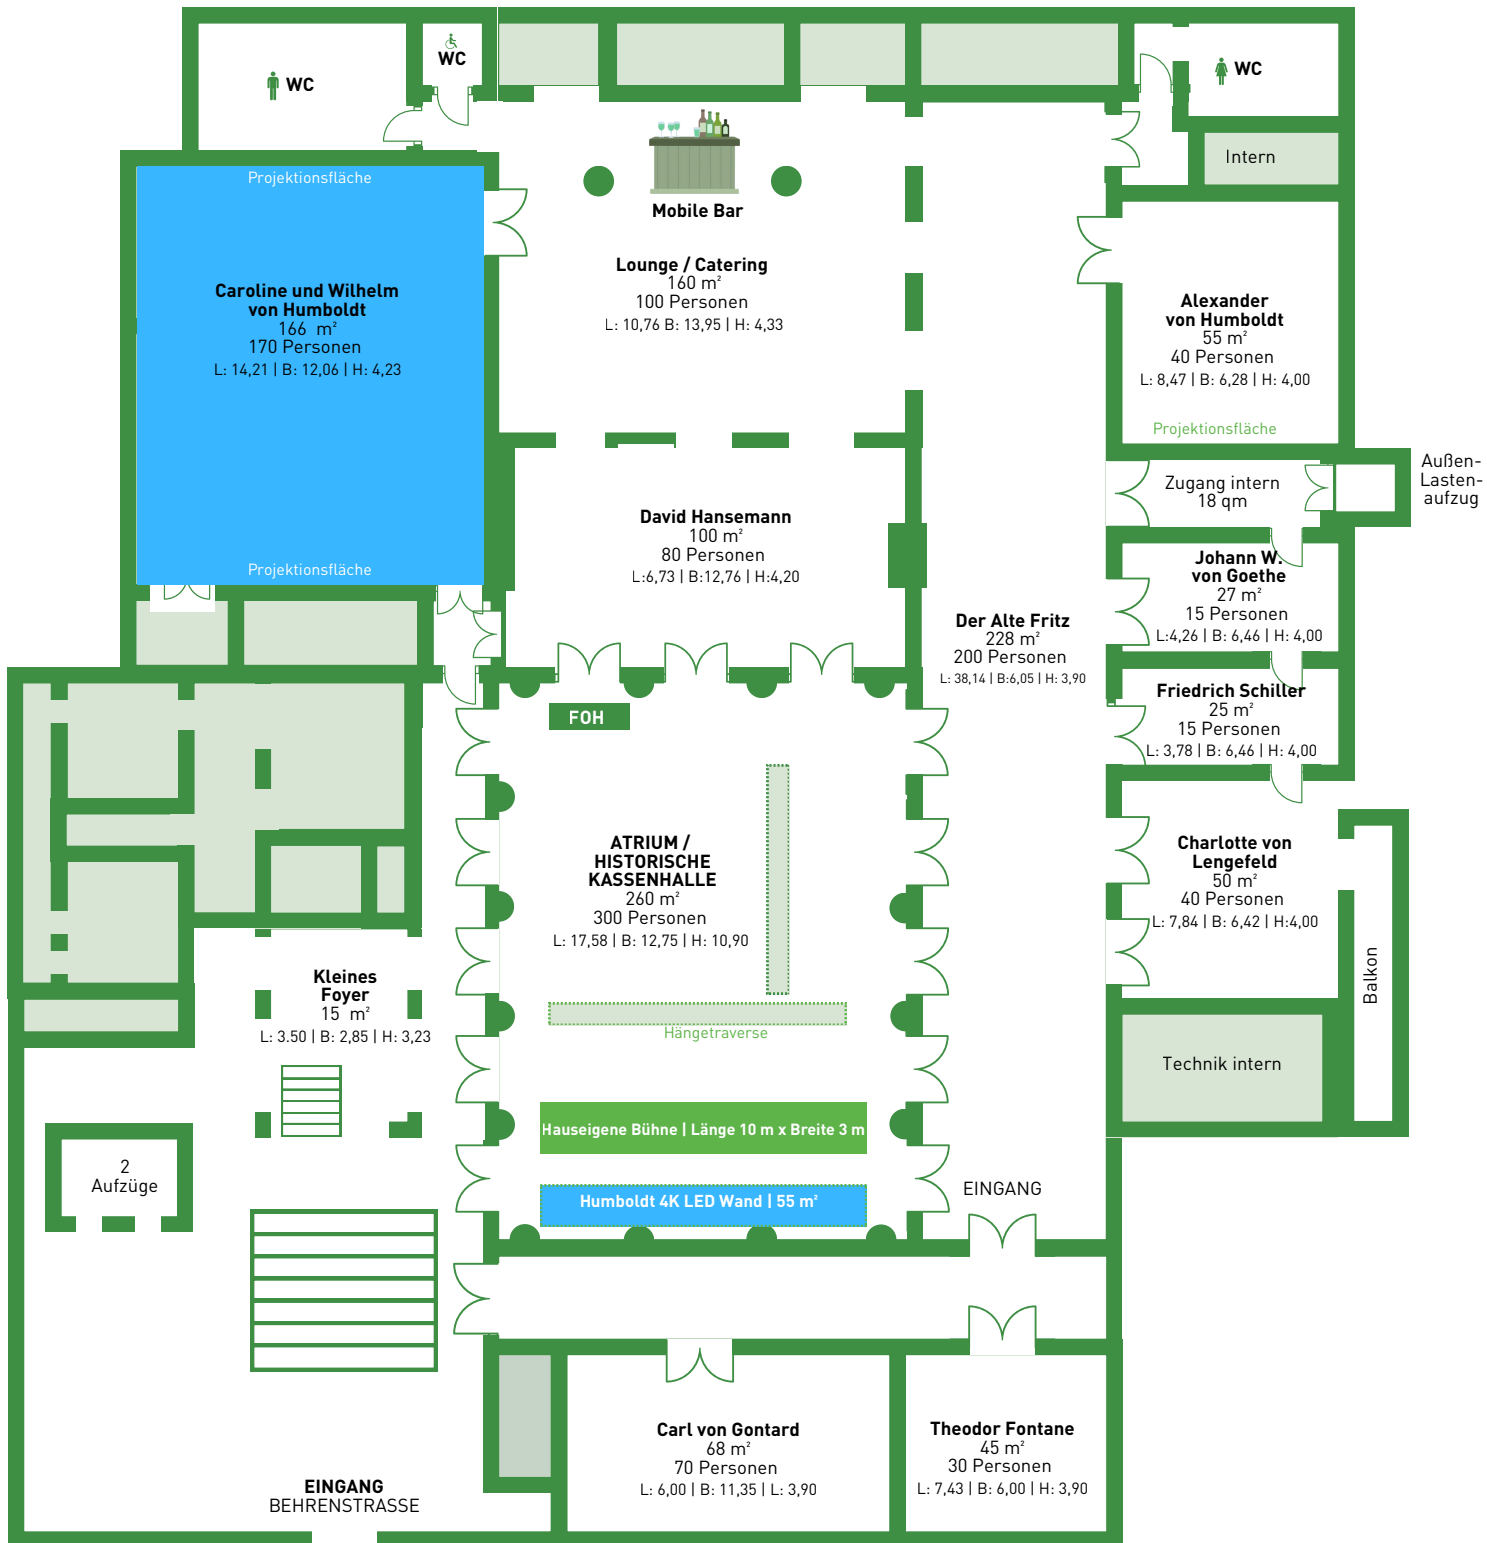 WC
WC
WC
Intern
Projektionsfläche
Caroline und Wilhelm
von Humboldt
166 m²
170 Personen
L: 14,21 | B: 12,06 | H: 4,23
Projektionsfläche
Mobile Bar
Lounge / Catering
160 m²
100 Personen
L: 10,76 B: 13,95 | H: 4,33
Alexander
von Humboldt
55 m²
40 Personen
L: 8,47 | B: 6,28 | H: 4,00
Projektionsfläche
Außen-
Lasten-
aufzug
Zugang intern
18 qm
David Hansemann
100 m²
80 Personen
L:6,73 | B:12,76 | H:4,20
Johann W.
von Goethe
27 m²
15 Personen
L:4,26 | B: 6,46 | H: 4,00
Der Alte Fritz
228 m²
200 Personen
L: 38,14 | B:6,05 | H: 3,90
Friedrich Schiller
25 m²
15 Personen
L: 3,78 | B: 6,46 | H: 4,00
FOH
ATRIUM /
HISTORISCHE
KASSENHALLE
260 m²
300 Personen
L: 17,58 | B: 12,75 | H: 10,90
Charlotte von
Lengefeld
50 m²
40 Personen
L: 7,84 | B: 6,42 | H:4,00
Balkon
Kleines
Foyer
15 m²
L: 3.50 | B: 2,85 | H: 3,23
Hängetraverse
Technik intern
Hauseigene Bühne | Länge 10 m x Breite 3 m
2
Aufzüge
Humboldt 4K LED Wand | 55 m²
EINGANG
Carl von Gontard
68 m²
70 Personen
L: 6,00 | B: 11,35 | L: 3,90
Theodor Fontane
45 m²
30 Personen
L: 7,43 | B: 6,00 | H: 3,90
EINGANG
BEHRENSTRASSE